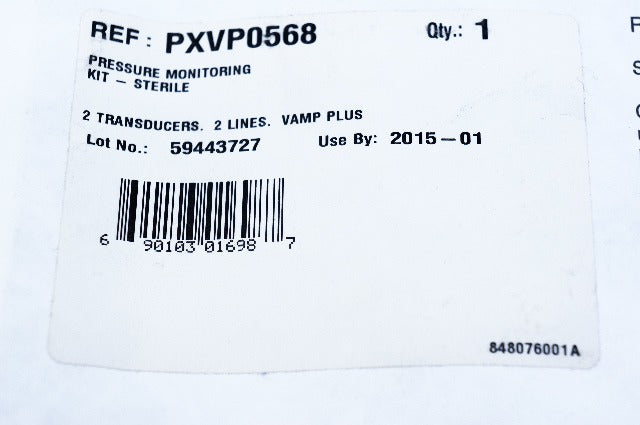 REF: PXVP0568 Qty.: 1
PRESSURE MONITORING
KIT – STERILE
2 TRANSDUCERS. 2 LINES. VAMP PLUS
Lot No.: 59443727 Use By: 2015–01
6 90103 01698 7
848076001A